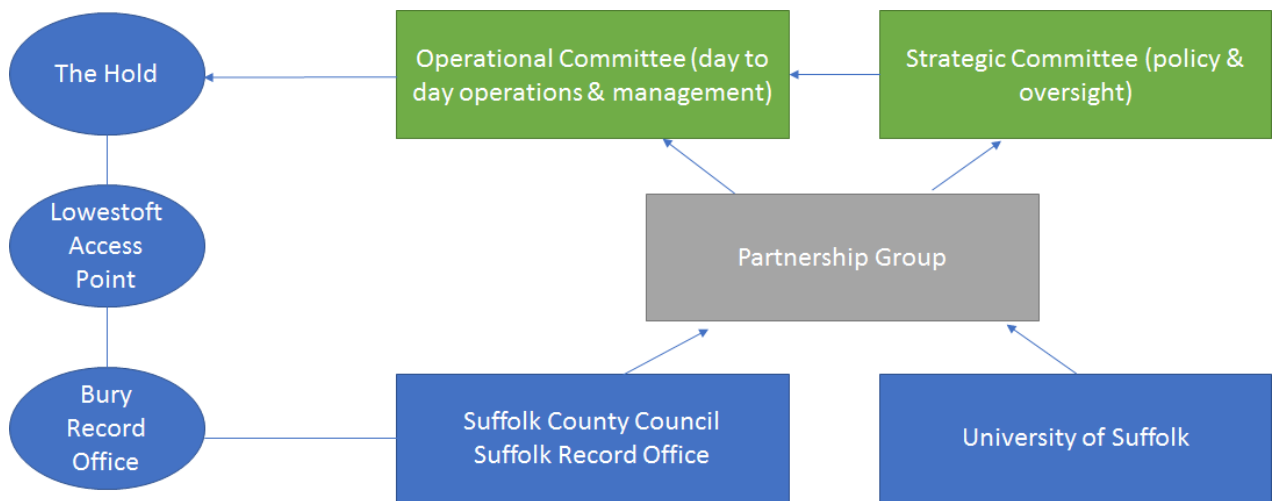 The Hold
Operational Committee (day to
day operations & management)
Strategic Committee (policy &
oversight)
Lowestoft
Access
Point
Partnership Group
Bury
Record
Office
Suffolk County Council
Suffolk Record Office
University of Suffolk